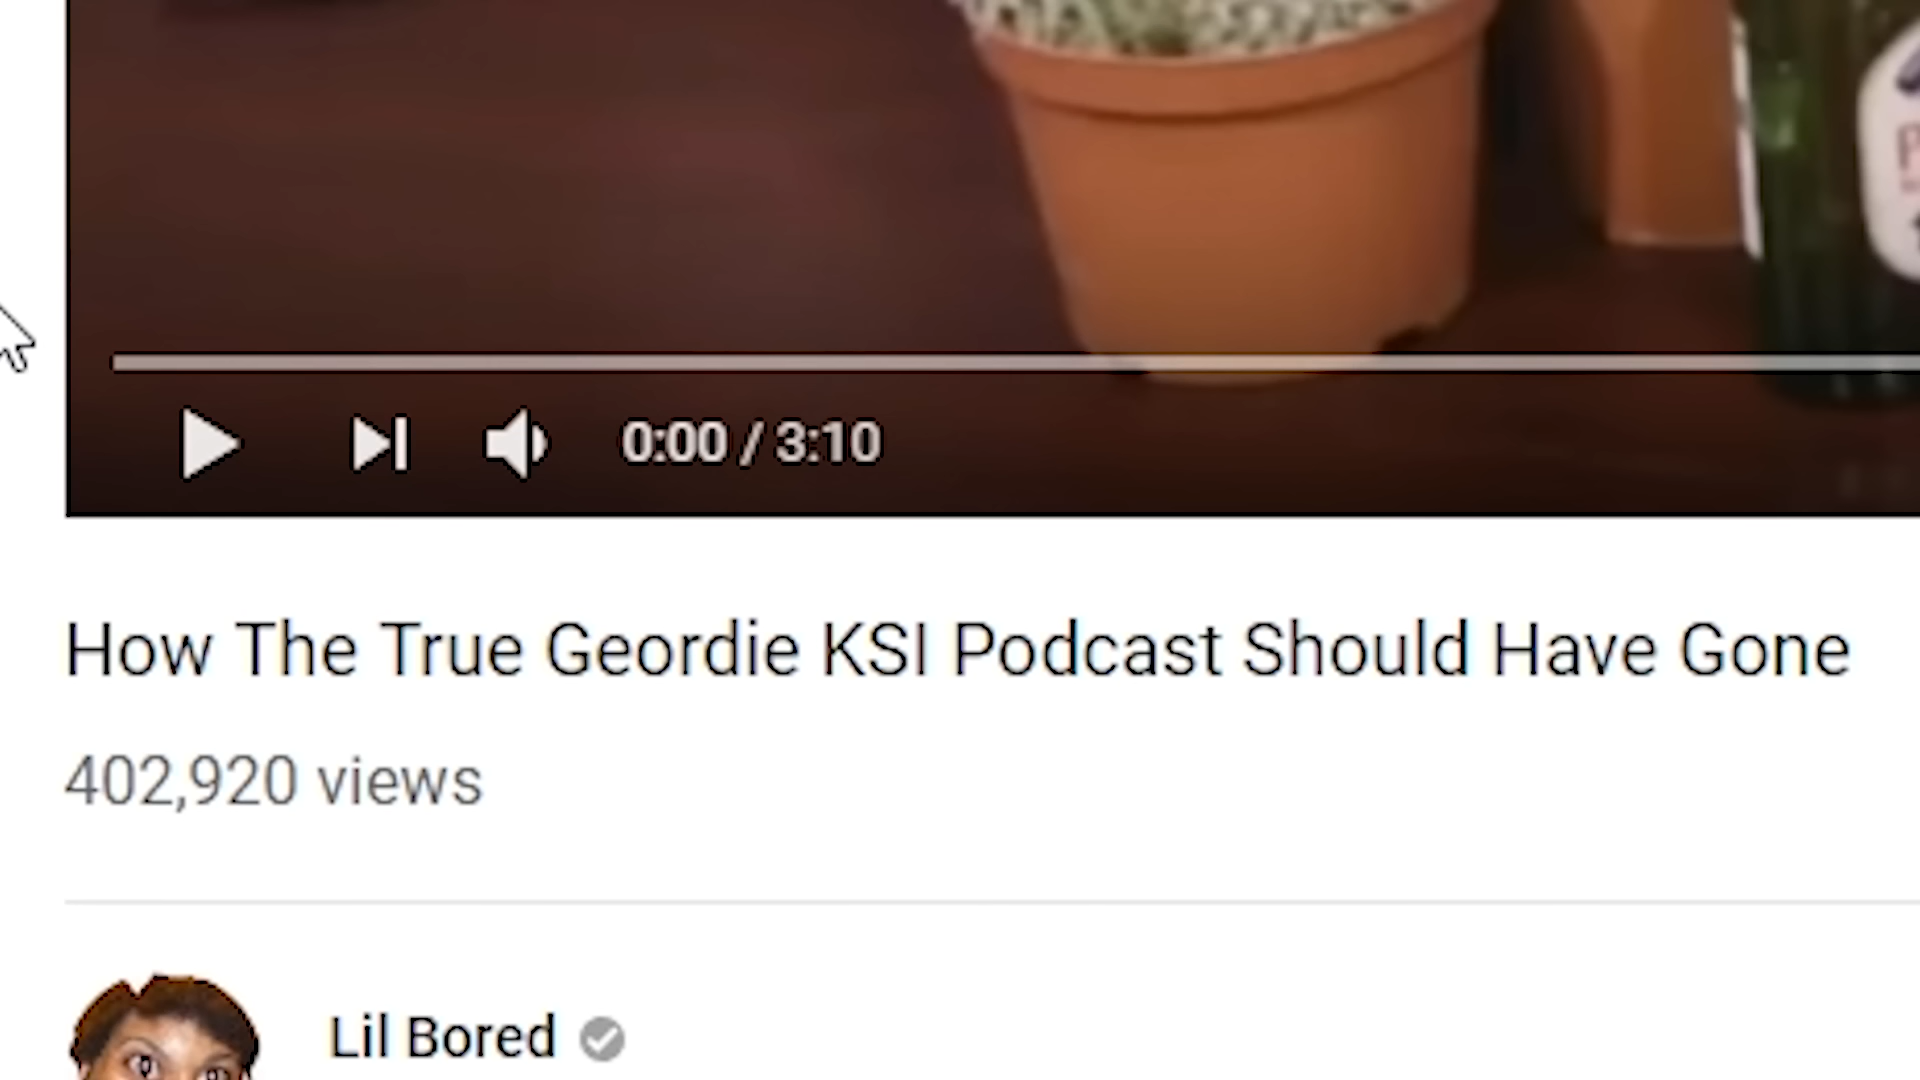 0:00 / 3:10
How The True Geordie KSI Podcast Should Have Gone
402,920 views
Lil Bored